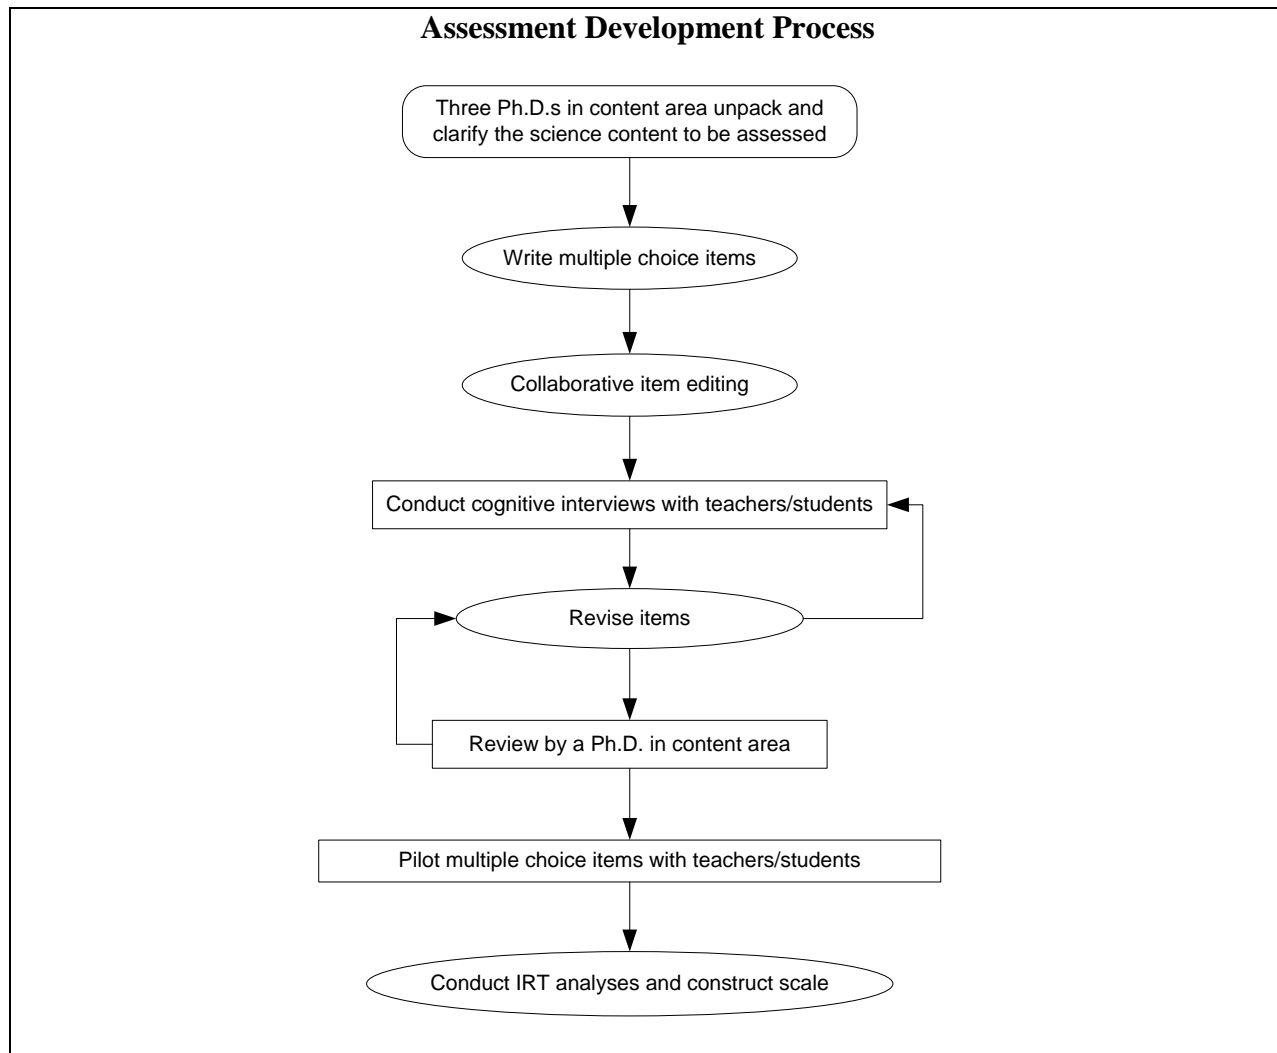 Assessment Development Process
Three Ph.D.s in content area unpack and
clarify the science content to be assessed
Write multiple choice items
Collaborative item editing
Conduct cognitive interviews with teachers/students
Revise items
Review by a Ph.D. in content area
Pilot multiple choice items with teachers/students
Conduct IRT analyses and construct scale